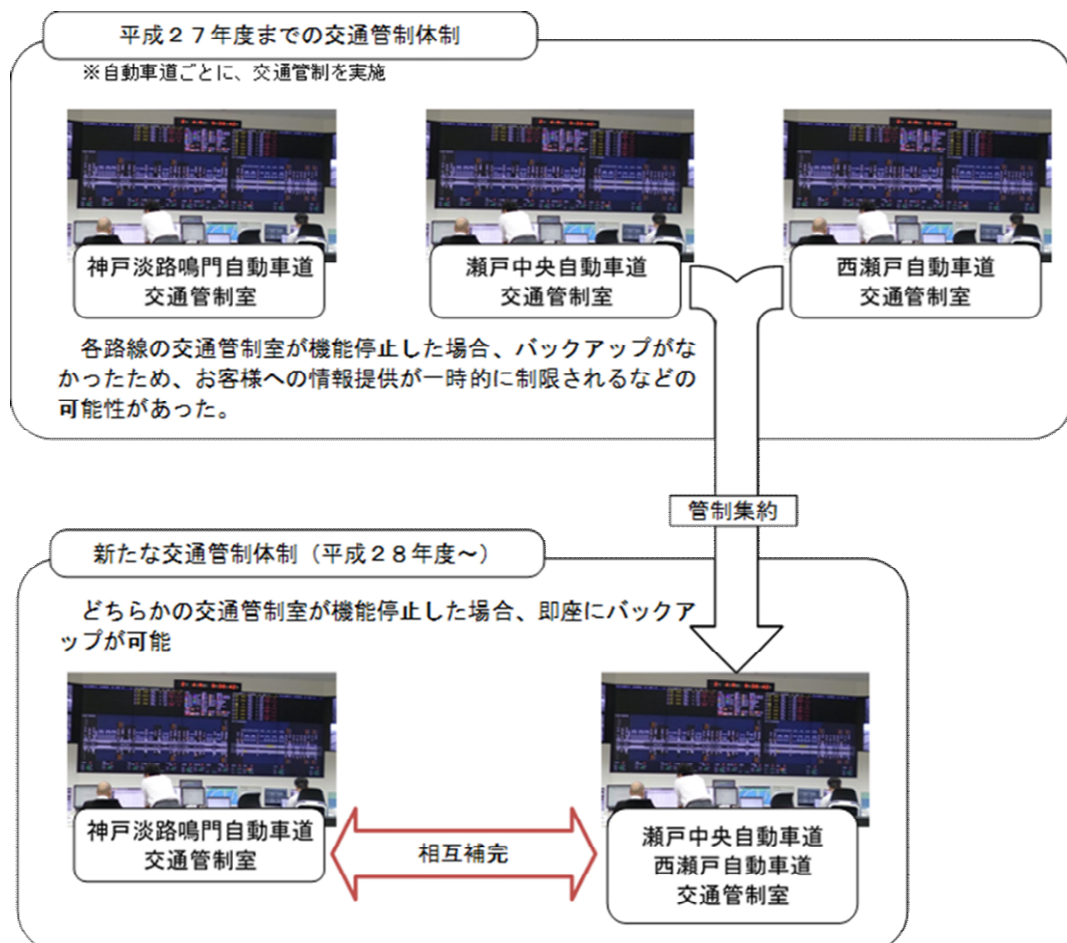 平成２７年度までの交通管制体制
※自動車道ごとに、交通管制を実施
神戸淡路鳴門自動車道
交通管制室
瀬戸中央自動車道
交通管制室
西瀬戸自動車道
交通管制室
各路線の交通管制室が機能停止した場合、バックアップがな
かったため、お客様への情報提供が一時的に制限されるなどの
可能性があった。
管制集約
新たな交通管制体制（平成２８年度～）
どちらかの交通管制室が機能停止した場合、即座にバックア
ップが可能
神戸淡路鳴門自動車道
交通管制室
相互補完
瀬戸中央自動車道
西瀬戸自動車道
交通管制室